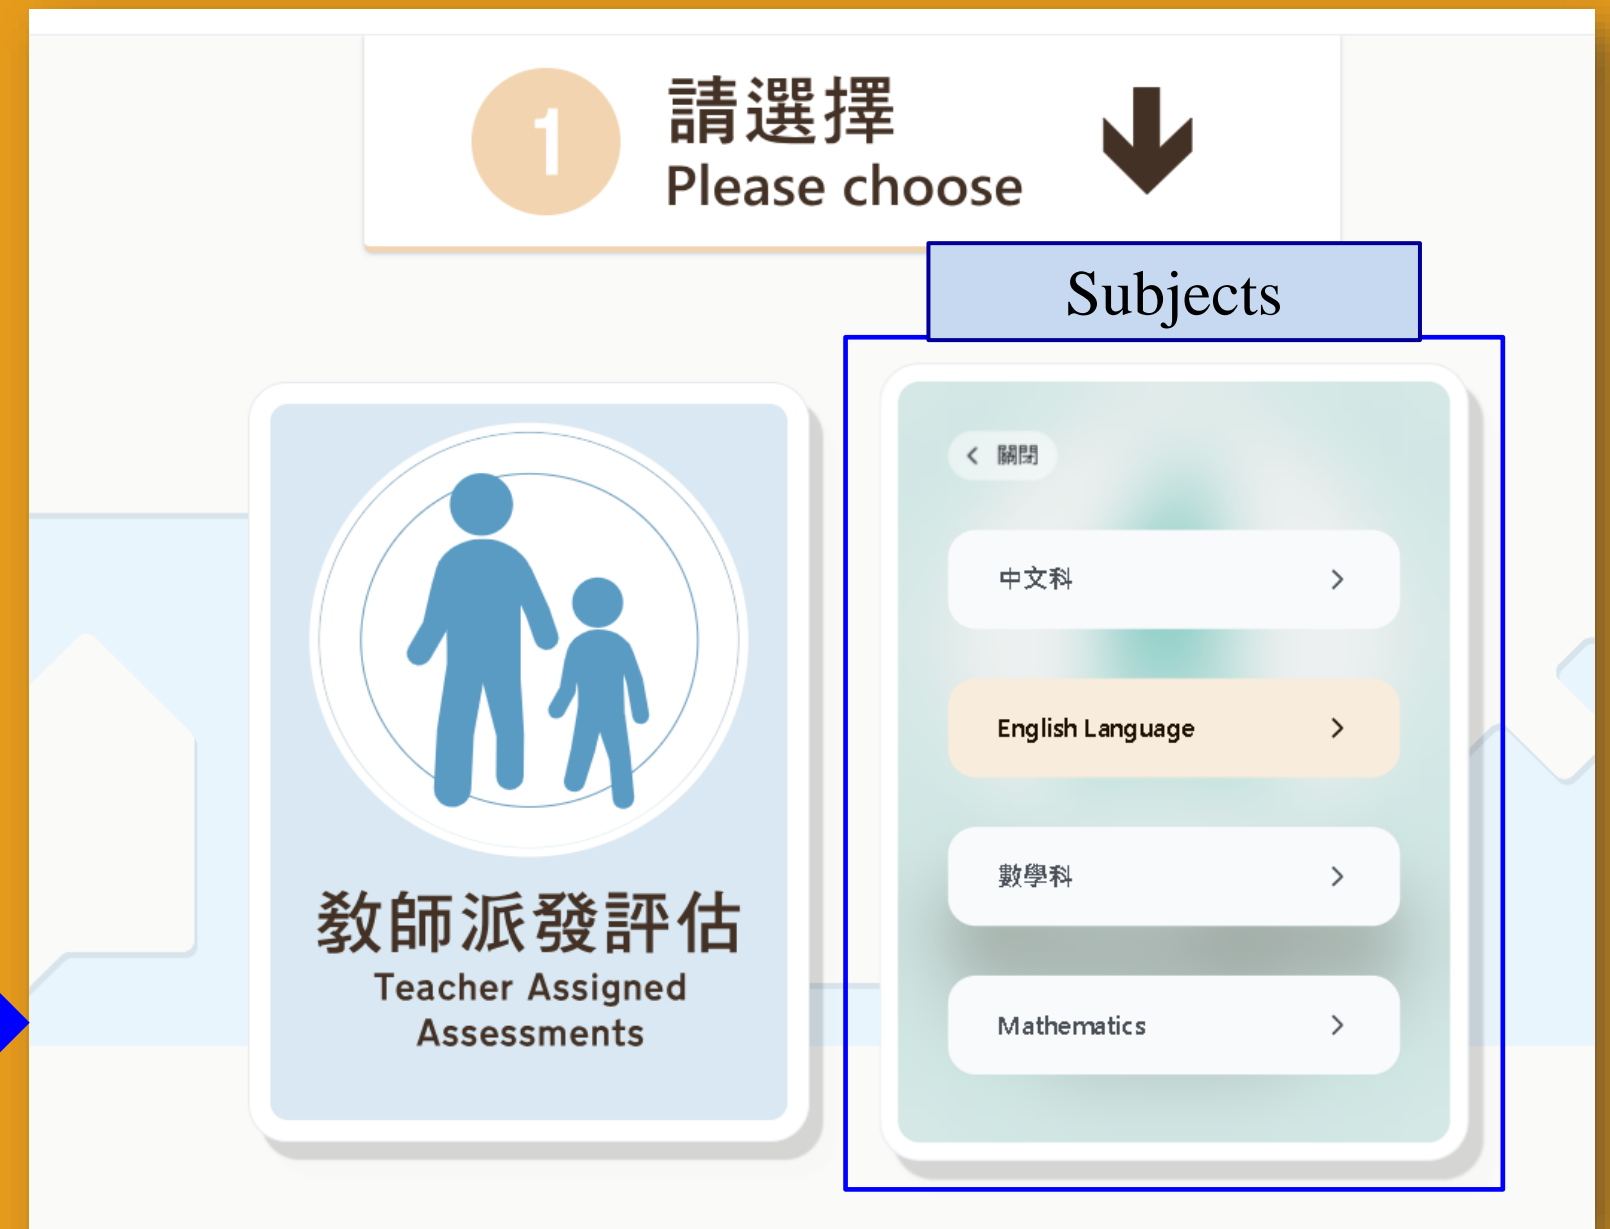 1
請選擇
Please choose
Subjects
教師派發評估
Teacher Assigned
Assessments
關閉
中文科
English Language
數學科
Mathematics